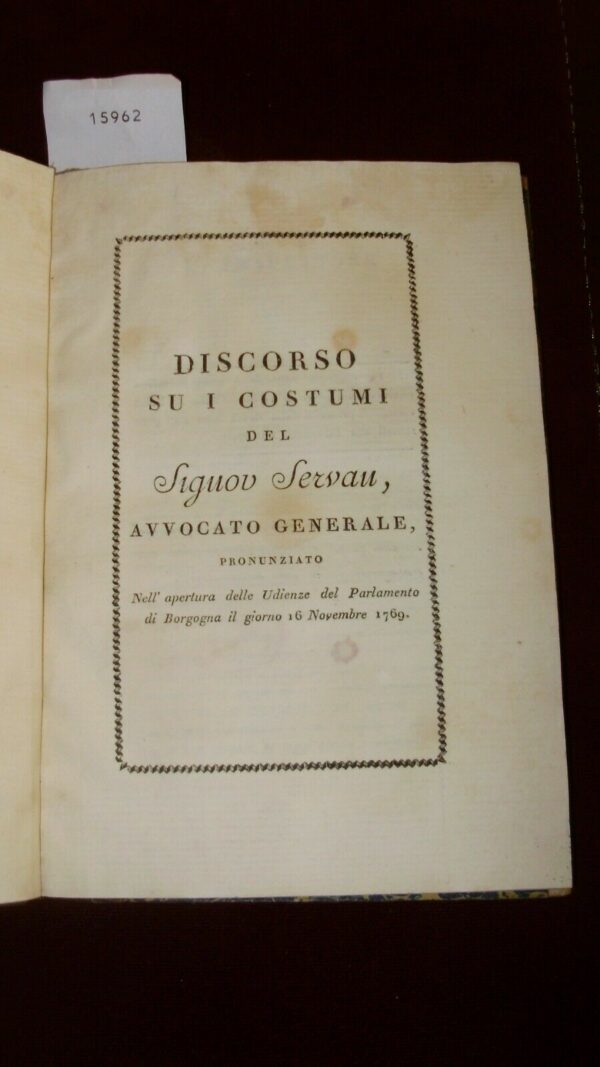 15962
DISCORSO
SU I COSTUMI
DEL
Signor Servan,
AVVOCATO GENERALE,
PRONUNZIATO
Nell' apertura delle Udienze del Parlamento
di Borgogna il giorno 16 Novembre 1769.